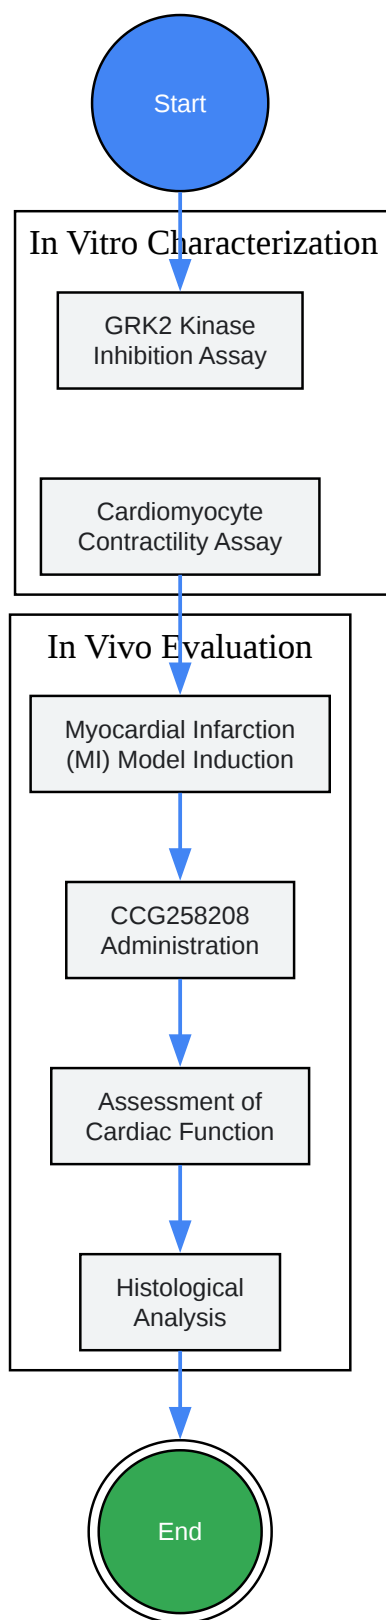 Start
In Vitro Characterization
GRK2 Kinase
Inhibition Assay
Cardiomyocyte
Contractility Assay
In Vivo Evaluation
Myocardial Infarction
(MI) Model Induction
CCG258208
Administration
Assessment of
Cardiac Function
Histological
Analysis
End